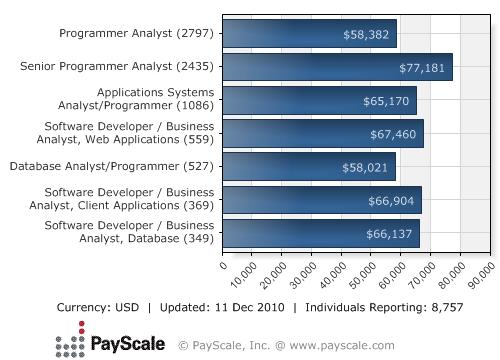 Programmer Analyst (2797)
$58,382
Senior Programmer Analyst (2435)
$77,181
Applications Systems
Analyst/Programmer (1086)
$65,170
Software Developer / Business
Analyst, Web Applications (559)
$67,460
Database Analyst/Programmer (527)
$58,021
Software Developer / Business
Analyst, Client Applications (369)
$66,904
Software Developer / Business
Analyst, Database (349)
$66,137
0 10,000 20,000 30,000 40,000 50,000 60,000 70,000 80,000 90,000
Currency: USD | Updated: 11 Dec 2010 | Individuals Reporting: 8,757
PayScale © PayScale, Inc. @ www.payscale.com